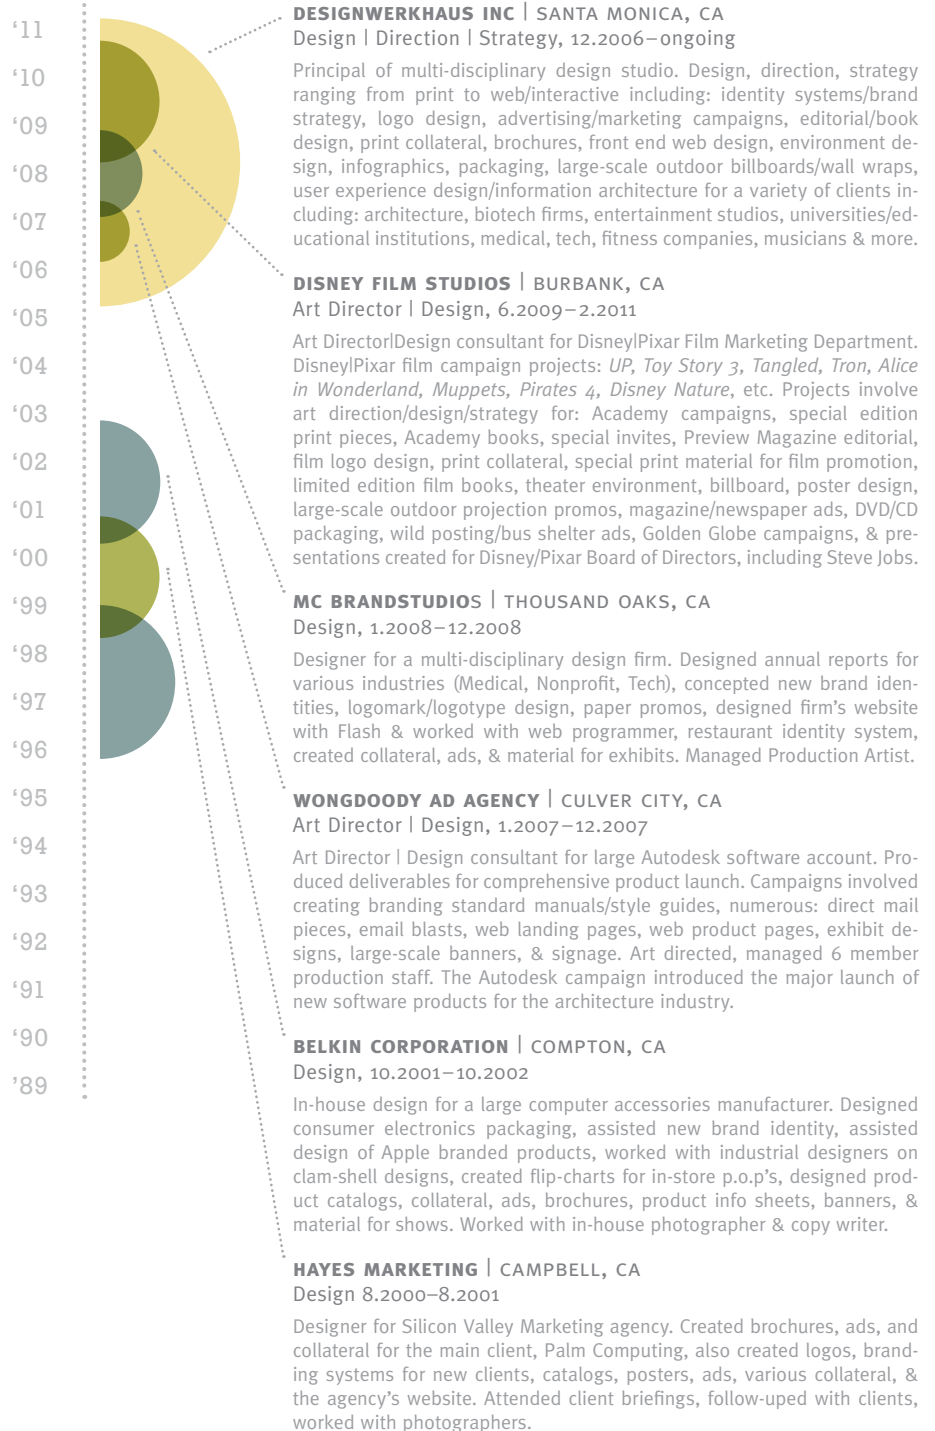 ‘11
‘10
‘09
‘08
‘07
‘06
‘05
‘04
‘03
‘02
‘01
‘00
‘99
‘98
‘97
‘96
‘95
‘94
‘93
‘92
‘91
‘90
’89
DESIGNWERKHAUS INC | SANTA MONICA, CA
Design | Direction | Strategy, 12.2006–ongoing
Principal of multi-disciplinary design studio. Design, direction, strategy
ranging from print to web/interactive including: identity systems/brand
strategy, logo design, advertising/marketing campaigns, editorial/book
design, print collateral, brochures, front end web design, environment de-
sign, infographics, packaging, large-scale outdoor billboards/wall wraps,
user experience design/information architecture for a variety of clients in-
cluding: architecture, biotech firms, entertainment studios, universities/ed-
ucational institutions, medical, tech, fitness companies, musicians & more.
DISNEY FILM STUDIOS | BURBANK, CA
Art Director | Design, 6.2009–2.2011
Art Director|Design consultant for Disney|Pixar Film Marketing Department.
Disney|Pixar film campaign projects: UP, Toy Story 3, Tangled, Tron, Alice
in Wonderland, Muppets, Pirates 4, Disney Nature, etc. Projects involve
art direction/design/strategy for: Academy campaigns, special edition
print pieces, Academy books, special invites, Preview Magazine editorial,
film logo design, print collateral, special print material for film promotion,
limited edition film books, theater environment, billboard, poster design,
large-scale outdoor projection promos, magazine/newspaper ads, DVD/CD
packaging, wild posting/bus shelter ads, Golden Globe campaigns, & pre-
sentations created for Disney/Pixar Board of Directors, including Steve Jobs.
MC BRANDSTUDIOS | THOUSAND OAKS, CA
Design, 1.2008–12.2008
Designer for a multi-disciplinary design firm. Designed annual reports for
various industries (Medical, Nonprofit, Tech), concepted new brand iden-
tities, logomark/logotype design, paper promos, designed firm’s website
with Flash & worked with web programmer, restaurant identity system,
created collateral, ads, & material for exhibits. Managed Production Artist.
WONGDOODY AD AGENCY | CULVER CITY, CA
Art Director | Design, 1.2007–12.2007
Art Director | Design consultant for large Autodesk software account. Pro-
duced deliverables for comprehensive product launch. Campaigns involved
creating branding standard manuals/style guides, numerous: direct mail
pieces, email blasts, web landing pages, web product pages, exhibit de-
signs, large-scale banners, & signage. Art directed, managed 6 member
production staff. The Autodesk campaign introduced the major launch of
new software products for the architecture industry.
BELKIN CORPORATION | COMPTON, CA
Design, 10.2001–10.2002
In-house design for a large computer accessories manufacturer. Designed
consumer electronics packaging, assisted new brand identity, assisted
design of Apple branded products, worked with industrial designers on
clam-shell designs, created flip-charts for in-store p.o.p’s, designed prod-
uct catalogs, collateral, ads, brochures, product info sheets, banners, &
material for shows. Worked with in-house photographer & copy writer.
HAYES MARKETING | CAMPBELL, CA
Design 8.2000–8.2001
Designer for Silicon Valley Marketing agency. Created brochures, ads, and
collateral for the main client, Palm Computing, also created logos, brand-
ing systems for new clients, catalogs, posters, ads, various collateral, &
the agency’s website. Attended client briefings, follow-uped with clients,
worked with photographers.